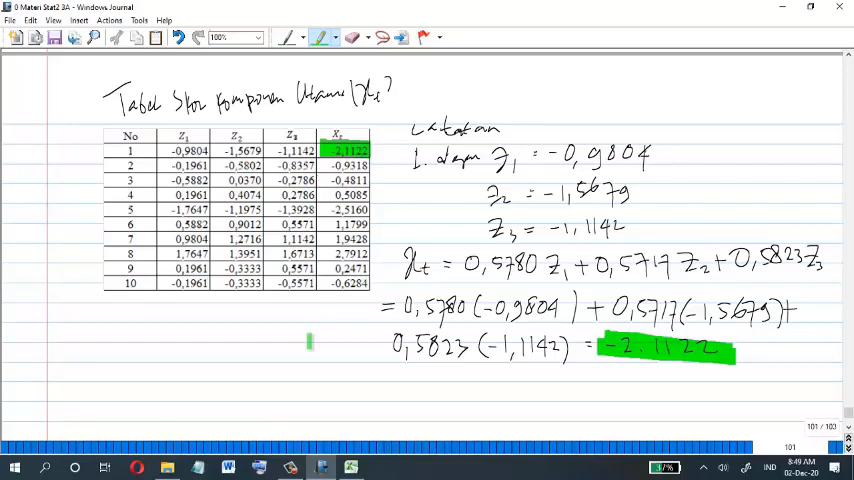 0 Materi Stat2 3A - Windows Journal
File Edit View Insert Actions Tools Help
100%
Tabel Skor Komponen Utama (Xt)
No Z1 Z2 Z3 Xt
1 -0,9804 -1,5679 -1,1142 -2,1122
2 -0,1961 -0,5802 -0,8357 -0,9318
3 -0,5882 0,0370 -0,2786 -0,4811
4 0,1961 0,4074 0,2786 0,5085
5 -1,7647 -1,1975 -1,3928 -2,5160
6 0,5882 0,9012 0,5571 1,1799
7 0,9804 1,2716 1,1142 1,9428
8 1,7647 1,3951 1,6713 2,7912
9 0,1961 -0,3333 0,5571 0,2471
10 -0,1961 -0,3333 -0,5571 -0,6284
Catatan
1. dgn Z1 = -0,9804
Z2 = -1,5679
Z3 = -1,1142
Xt = 0,5780 Z1 + 0,5717 Z2 + 0,5823 Z3
= 0,5780 (-0,9804) + 0,5717 (-1,5679) +
0,5823 (-1,1142) = -2.1122
101 / 103
101
IND
8:49 AM
02-Dec-20